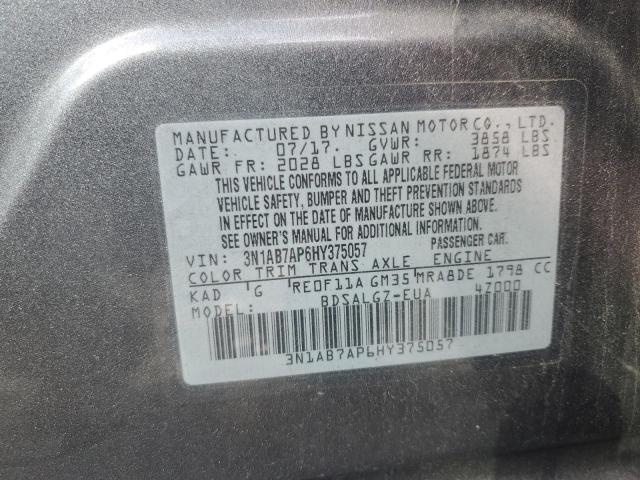 MANUFACTURED BY NISSAN MOTOR CO., LTD.
DATE: 07/17. GVWR: 3858 LBS
GAWR FR: 2028 LBS GAWR RR: 1874 LBS
THIS VEHICLE CONFORMS TO ALL APPLICABLE FEDERAL MOTOR
VEHICLE SAFETY, BUMPER AND THEFT PREVENTION STANDARDS
IN EFFECT ON THE DATE OF MANUFACTURE SHOWN ABOVE.
SEE OWNER'S MANUAL FOR ADDITIONAL INFORMATION.
VIN: 3N1AB7AP6HY375057 PASSENGER CAR.
COLOR TRIM TRANS AXLE ENGINE
KAD G RE0F11A GM35 MRA8DE 1798 CC
MODEL: BDSALGZ-EUA 4Z000
3N1AB7AP6HY375057